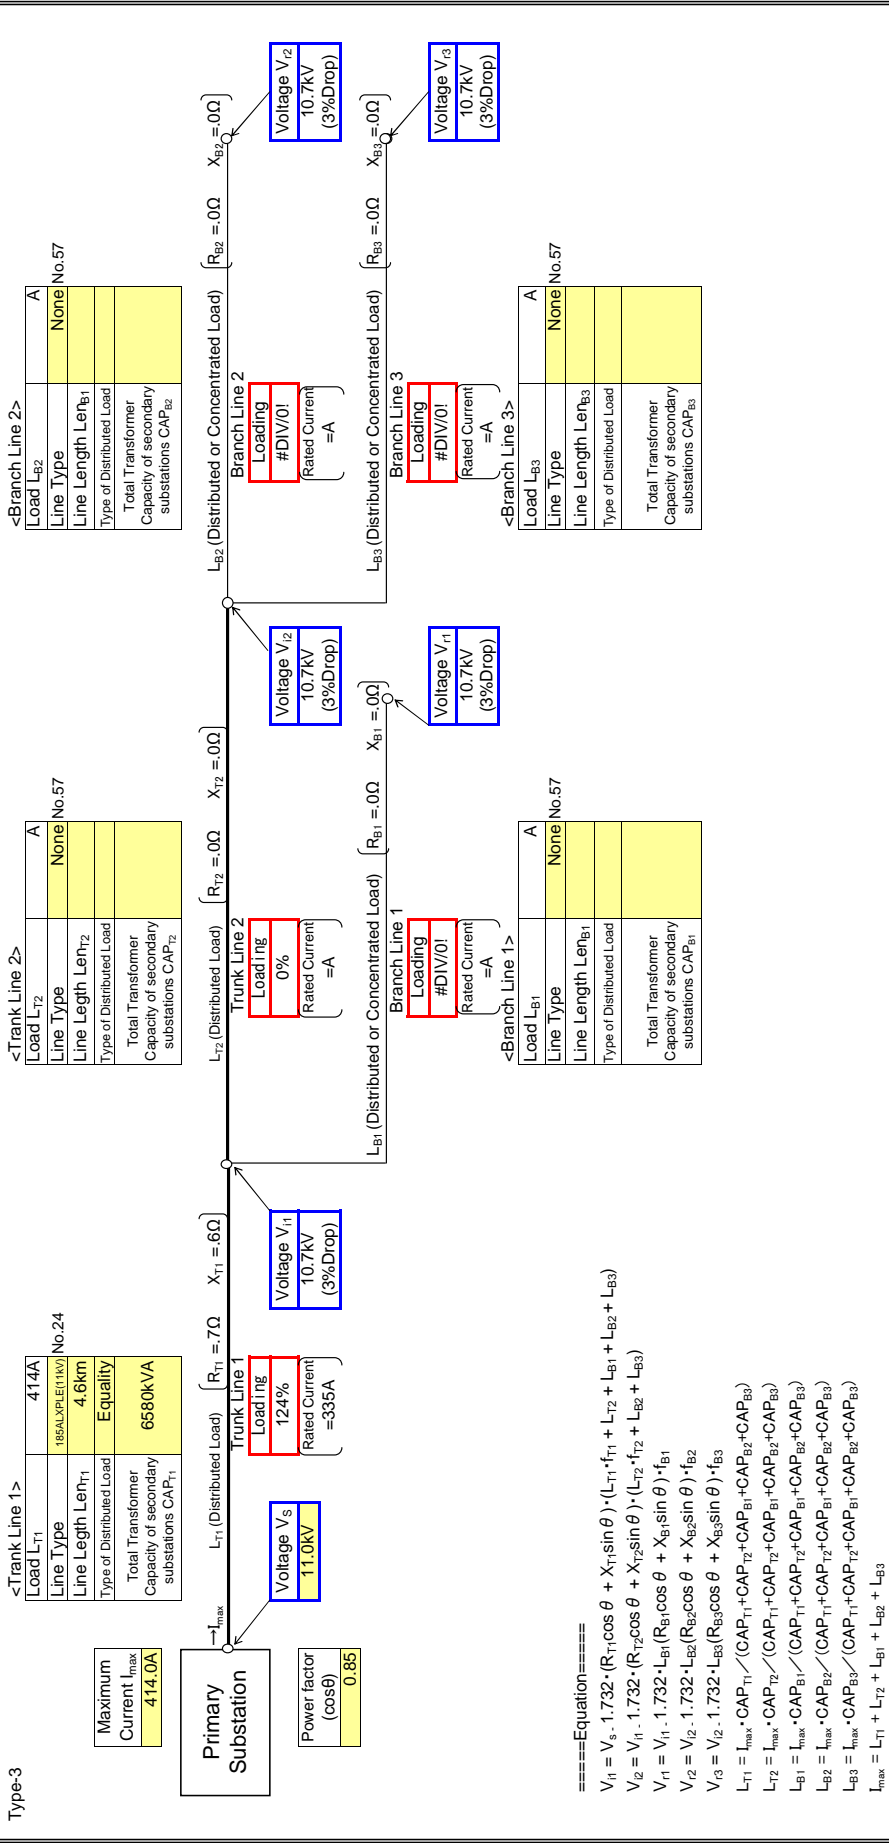 Type-3
<Trank Line 1>
Load LT1 414A
Line Type 185ALXPLE(11kV) No.24
Line Legth LenT1 4.6km
Type of Distributed Load Equality
Total Transformer
Capacity of secondary
substations CAPT1
6580kVA
<Trank Line 2>
Load LT2 A
Line Type None No.57
Line Legth LenT2
Type of Distributed Load
Total Transformer
Capacity of secondary
substations CAPT2
<Branch Line 2>
Load LB2 A
Line Type None No.57
Line Length LenB1
Type of Distributed Load
Total Transformer
Capacity of secondary
substations CAPB2
Maximum
Current Imax
414.0A
Primary
Substation
→Imax
Power factor
(cosθ)
0.85
Voltage VS
11.0kV
LT1 (Distributed Load)
RT1 =.7Ω XT1 =.6Ω
Trunk Line 1
Loading
124%
Rated Current
=335A
Voltage Vi1
10.7kV
(3%Drop)
LT2 (Distributed Load)
RT2 =.0Ω XT2 =.0Ω
Trunk Line 2
Loading
0%
Rated Current
=A
Voltage Vi2
10.7kV
(3%Drop)
LB2 (Distributed or Concentrated Load)
RB2 =.0Ω XB2 =.0Ω
Branch Line 2
Loading
#DIV/0!
Rated Current
=A
Voltage Vr2
10.7kV
(3%Drop)
LB1 (Distributed or Concentrated Load)
RB1 =.0Ω XB1 =.0Ω
Branch Line 1
Loading
#DIV/0!
Rated Current
=A
Voltage Vr1
10.7kV
(3%Drop)
LB3 (Distributed or Concentrated Load)
RB3 =.0Ω XB3 =.0Ω
Branch Line 3
Loading
#DIV/0!
Rated Current
=A
Voltage Vr3
10.7kV
(3%Drop)
<Branch Line 1>
Load LB1 A
Line Type None No.57
Line Length LenB1
Type of Distributed Load
Total Transformer
Capacity of secondary
substations CAPB1
<Branch Line 3>
Load LB3 A
Line Type None No.57
Line Length LenB3
Type of Distributed Load
Total Transformer
Capacity of secondary
substations CAPB3
=====Equation=====
Vi1 = Vs - 1.732･(RT1cosθ + XT1sinθ)･(LT1･fT1 + LT2 + LB1 + LB2 + LB3)
Vi2 = Vi1 - 1.732･(RT2cosθ + XT2sinθ)･(LT2･fT2 + LB2 + LB3)
Vr1 = Vi1 - 1.732･LB1(RB1cosθ + XB1sinθ)･fB1
Vr2 = Vi2 - 1.732･LB2(RB2cosθ + XB2sinθ)･fB2
Vr3 = Vi2 - 1.732･LB3(RB3cosθ + XB3sinθ)･fB3
LT1 = Imax･CAPT1／(CAPT1+CAPT2+CAPB1+CAPB2+CAPB3)
LT2 = Imax･CAPT2／(CAPT1+CAPT2+CAPB1+CAPB2+CAPB3)
LB1 = Imax･CAPB1／(CAPT1+CAPT2+CAPB1+CAPB2+CAPB3)
LB2 = Imax･CAPB2／(CAPT1+CAPT2+CAPB1+CAPB2+CAPB3)
LB3 = Imax･CAPB3／(CAPT1+CAPT2+CAPB1+CAPB2+CAPB3)
Imax = LT1 + LT2 + LB1 + LB2 + LB3